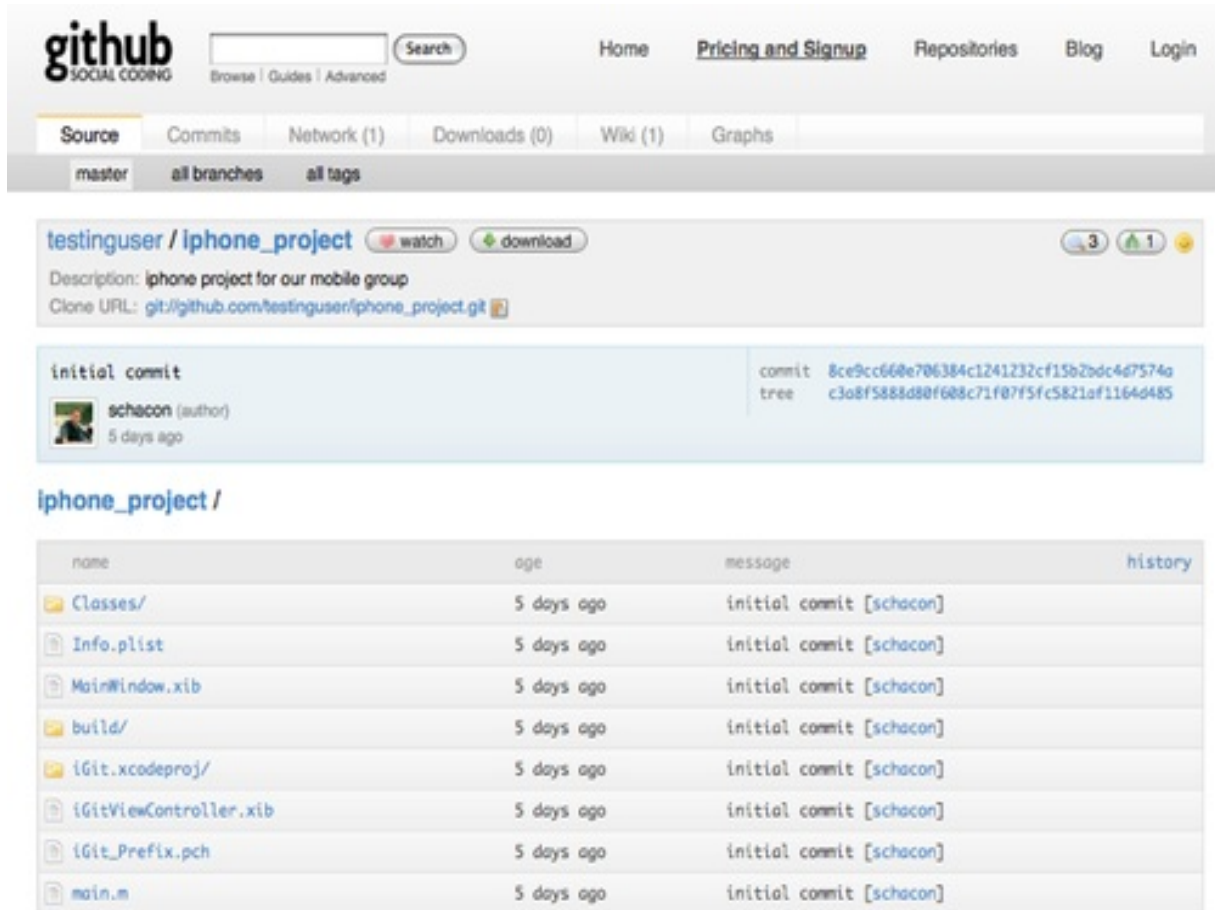 github
SOCIAL CODING
Search
Browse | Guides | Advanced
Home Pricing and Signup Repositories Blog Login
Source Commits Network (1) Downloads (0) Wiki (1) Graphs
master all branches all tags
testinguser / iphone_project watch download 3 1
Description: iphone project for our mobile group
Clone URL: git://github.com/testinguser/iphone_project.git
initial commit
schacon (author)
5 days ago
commit 8ce9cc660e706384c1241232cf15b2bdc4d7574a
tree c3a8f5888d80f608c71f07f5fc5821af1164d485
iphone_project /
name age message history
Classes/ 5 days ago initial commit [schacon]
Info.plist 5 days ago initial commit [schacon]
MainWindow.xib 5 days ago initial commit [schacon]
build/ 5 days ago initial commit [schacon]
iGit.xcodeproj/ 5 days ago initial commit [schacon]
iGitViewController.xib 5 days ago initial commit [schacon]
iGit_Prefix.pch 5 days ago initial commit [schacon]
main.m 5 days ago initial commit [schacon]